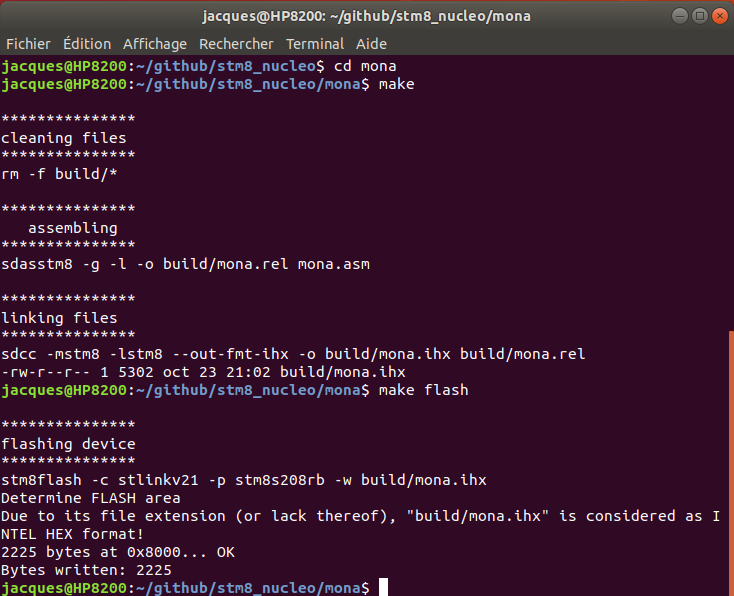 jacques@HP8200: ~/github/stm8_nucleo/mona
Fichier Édition Affichage Rechercher Terminal Aide
jacques@HP8200:~/github/stm8_nucleo$ cd mona
jacques@HP8200:~/github/stm8_nucleo/mona$ make
***************
cleaning files
***************
rm -f build/*
***************
assembling
***************
sdasstm8 -g -l -o build/mona.rel mona.asm
***************
linking files
***************
sdcc -mstm8 -lstm8 --out-fmt-ihx -o build/mona.ihx build/mona.rel
-rw-r--r-- 1 5302 oct 23 21:02 build/mona.ihx
jacques@HP8200:~/github/stm8_nucleo/mona$ make flash
***************
flashing device
***************
stm8flash -c stlinkv21 -p stm8s208rb -w build/mona.ihx
Determine FLASH area
Due to its file extension (or lack thereof), "build/mona.ihx" is considered as I
NTEL HEX format!
2225 bytes at 0x8000... OK
Bytes written: 2225
jacques@HP8200:~/github/stm8_nucleo/mona$